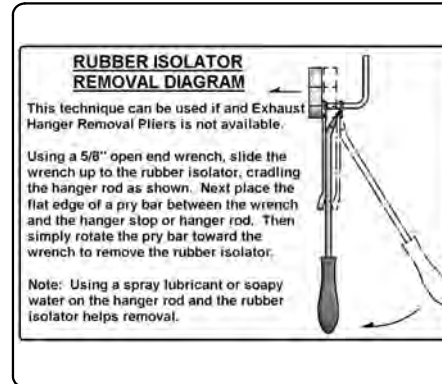 RUBBER ISOLATOR
REMOVAL DIAGRAM
This technique can be used if and Exhaust
Hanger Removal Pliers is not available.
Using a 5/8" open end wrench, slide the
wrench up to the rubber isolator, cradling
the hanger rod as shown. Next place the
flat edge of a pry bar between the wrench
and the hanger stop or hanger rod. Then
simply rotate the pry bar toward the
wrench to remove the rubber isolator.
Note: Using a spray lubricant or soapy
water on the hanger rod and the rubber
isolator helps removal.